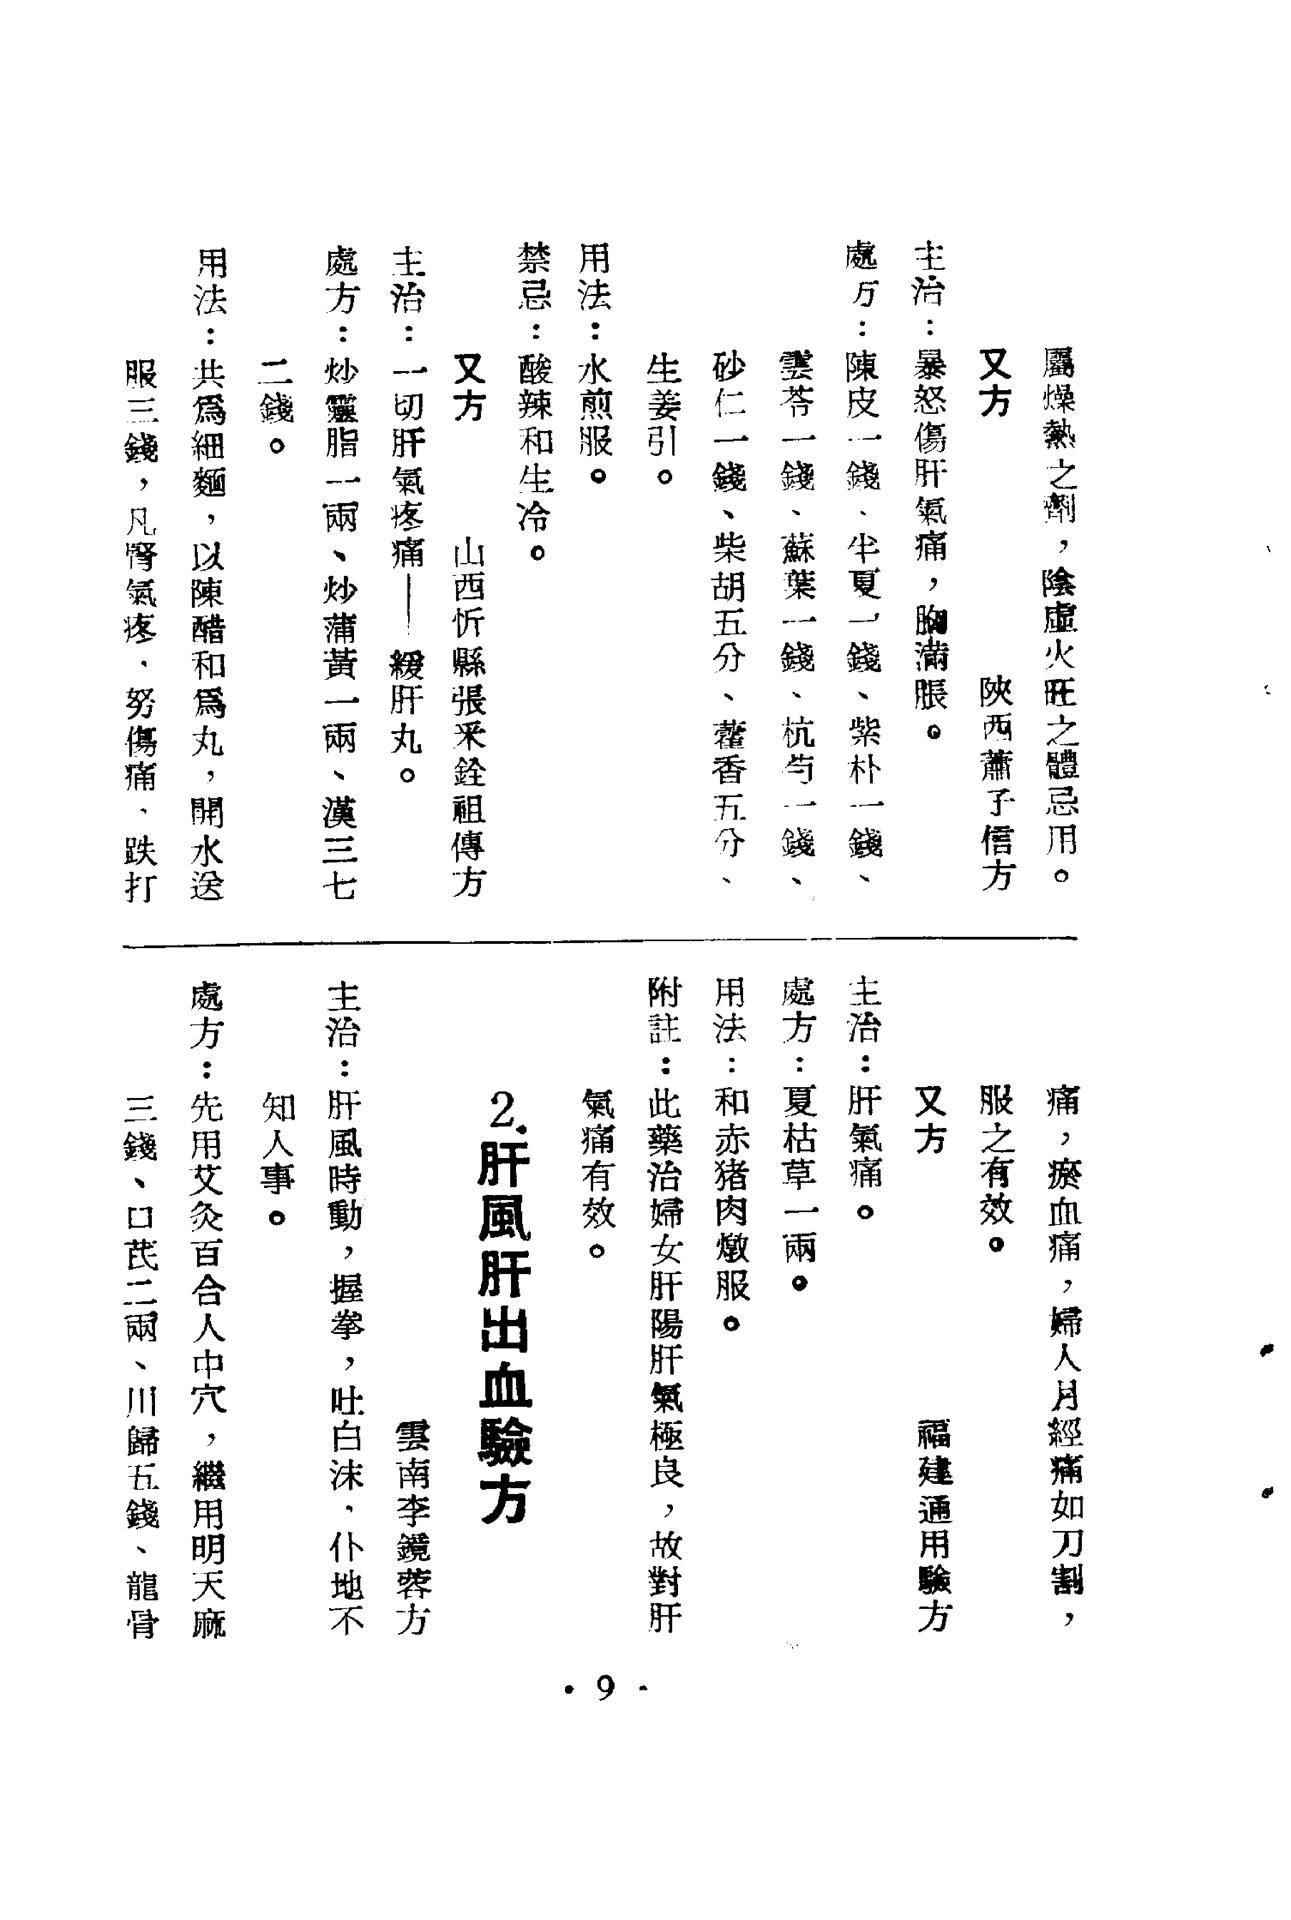 屬燥熱之劑，陰虛火旺之體忌用。
又方　陝西蕭子信方
主治：暴怒傷肝氣痛，胸滿脹。
處方：陳皮一錢、半夏一錢、紫朴一錢、
雲苓一錢、蘇葉一錢、杭芍一錢、
砂仁一錢、柴胡五分、藿香五分、
生姜引。
用法：水煎服。
禁忌：酸辣和生冷。
又方　山西忻縣張采銓祖傳方
主治：一切肝氣疼痛——緩肝丸。
處方：炒靈脂一兩、炒蒲黃一兩、漢三七
二錢。
用法：共爲細麵，以陳醋和爲丸，開水送
服三錢，凡腎氣疼、努傷痛、跌打
痛，瘀血痛，婦人月經痛如刀割，
服之有效。
又方　福建通用驗方
主治：肝氣痛。
處方：夏枯草一兩。
用法：和赤猪肉燉服。
附註：此藥治婦女肝陽肝氣極良，故對肝
氣痛有效。
2.肝風肝出血驗方
雲南李鏡蓉方
主治：肝風時動，握拳，吐白沫，仆地不
知人事。
處方：先用艾灸百合人中穴，繼用明天麻
三錢、口芪二兩、川歸五錢、龍骨
·9·